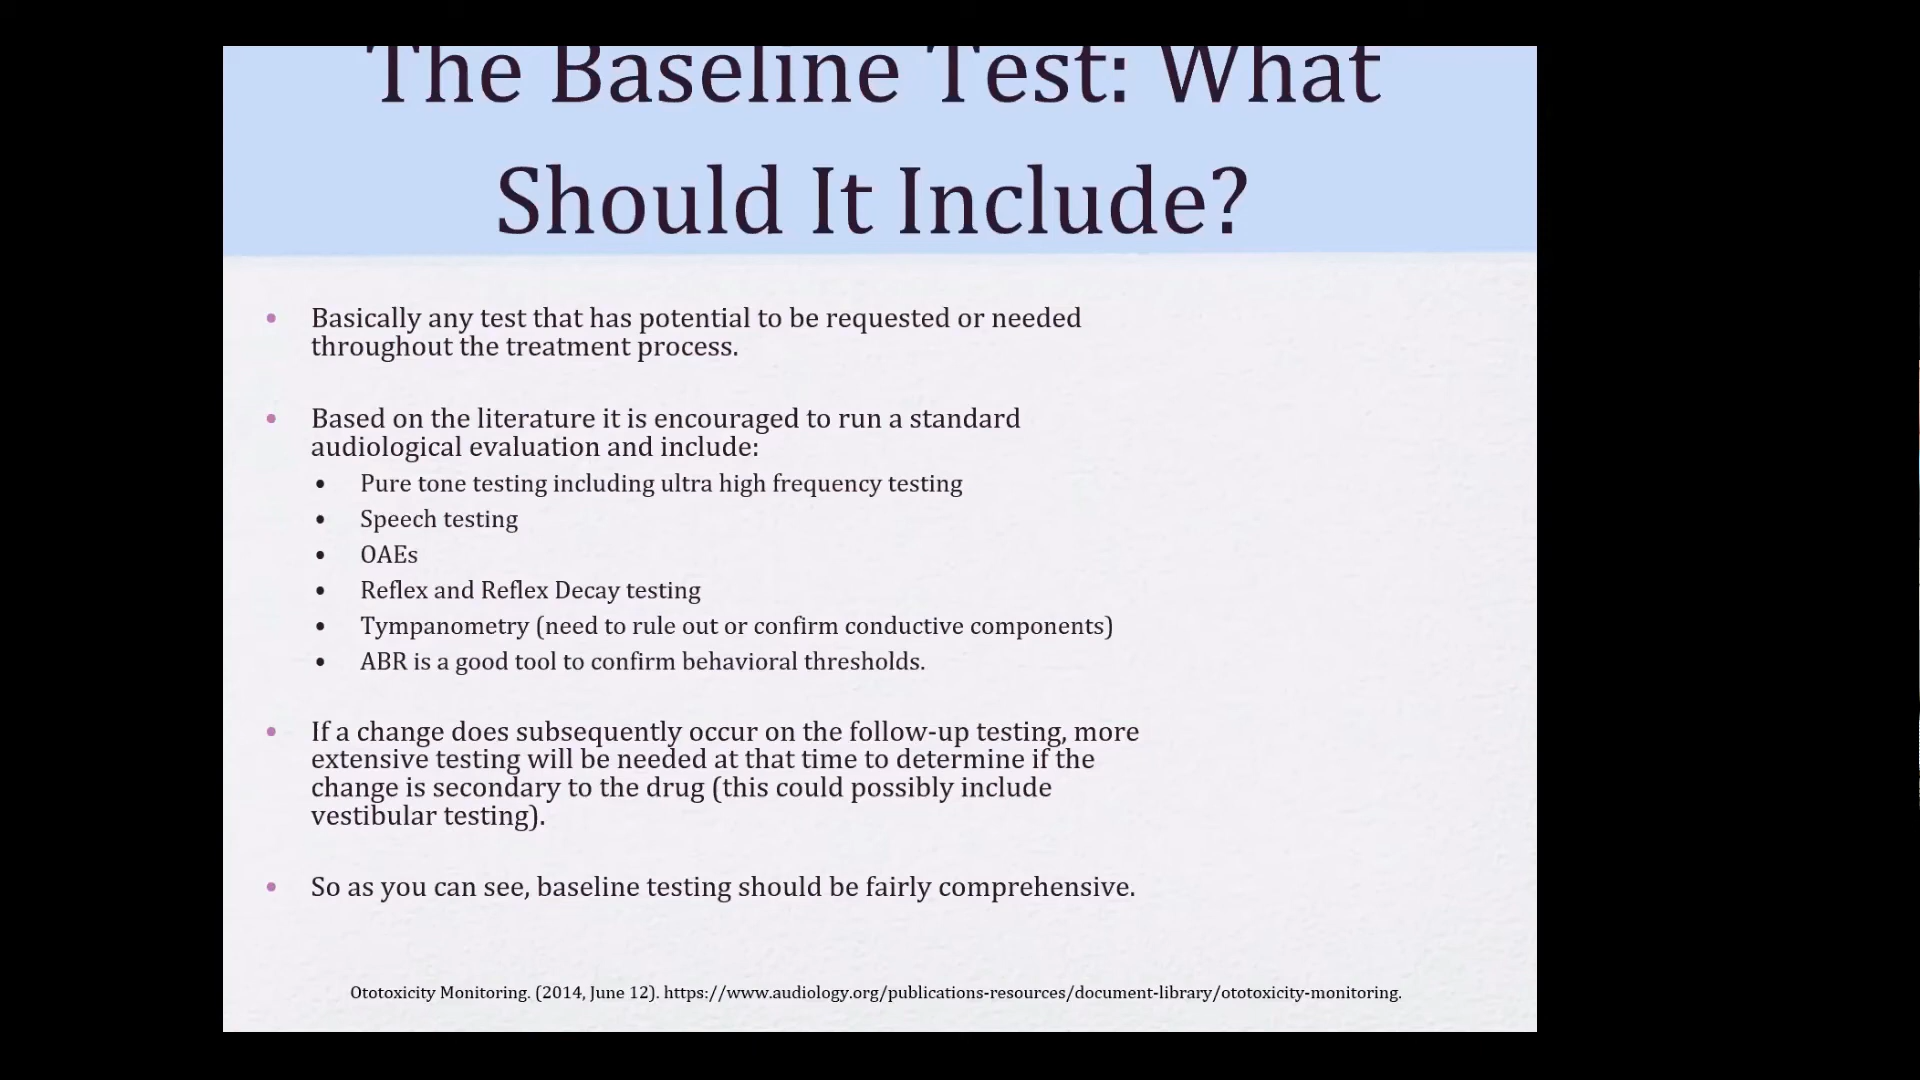 The Baseline Test: What
Should It Include?
• Basically any test that has potential to be requested or needed
throughout the treatment process.
• Based on the literature it is encouraged to run a standard
audiological evaluation and include:
• Pure tone testing including ultra high frequency testing
• Speech testing
• OAEs
• Reflex and Reflex Decay testing
• Tympanometry (need to rule out or confirm conductive components)
• ABR is a good tool to confirm behavioral thresholds.
• If a change does subsequently occur on the follow-up testing, more
extensive testing will be needed at that time to determine if the
change is secondary to the drug (this could possibly include
vestibular testing).
• So as you can see, baseline testing should be fairly comprehensive.
Ototoxicity Monitoring. (2014, June 12). https://www.audiology.org/publications-resources/document-library/ototoxicity-monitoring.